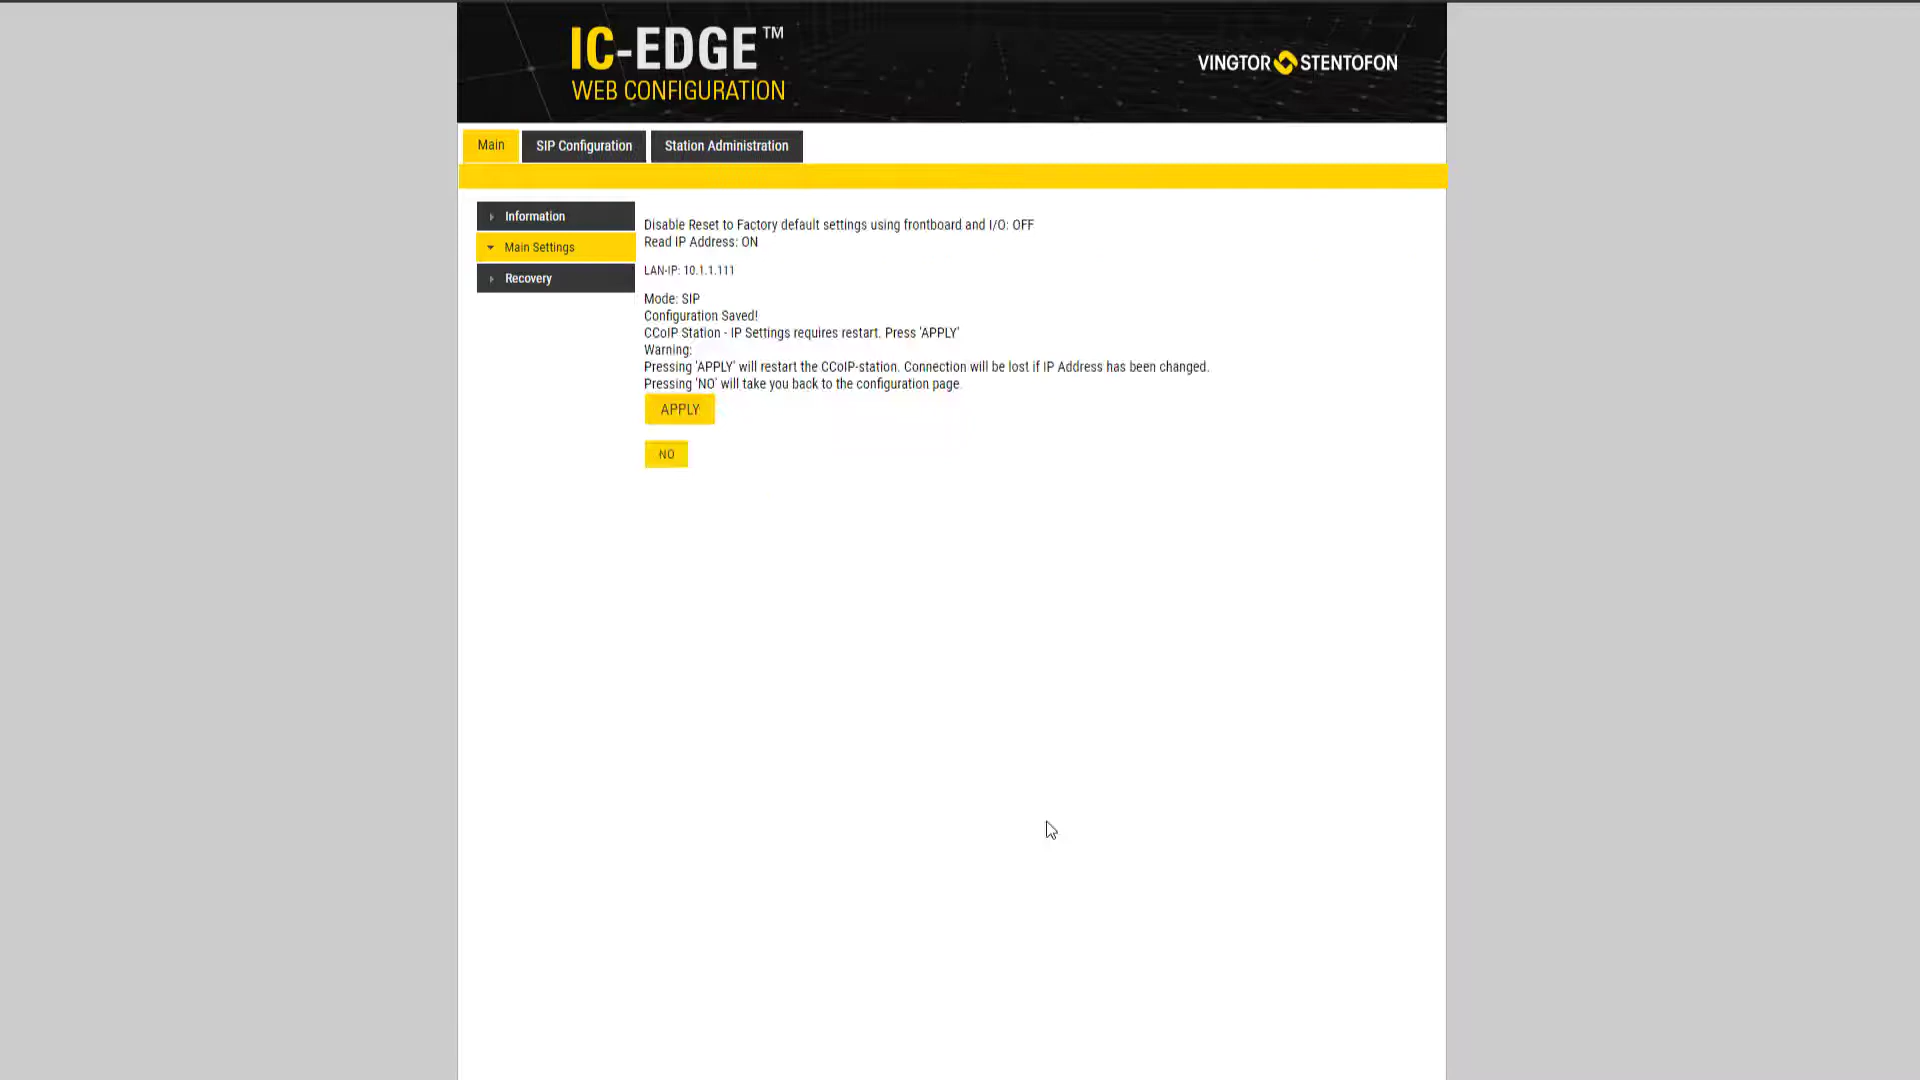 IC-EDGE™
WEB CONFIGURATION
VINGTOR STENTOFON
Main
SIP Configuration
Station Administration
Information
Main Settings
Recovery
Disable Reset to Factory default settings using frontboard and I/O: OFF
Read IP Address: ON
LAN-IP: 10.1.1.111
Mode: SIP
Configuration Saved!
CCoIP Station - IP Settings requires restart. Press 'APPLY'
Warning:
Pressing 'APPLY' will restart the CCoIP-station. Connection will be lost if IP Address has been changed.
Pressing 'NO' will take you back to the configuration page.
APPLY
NO